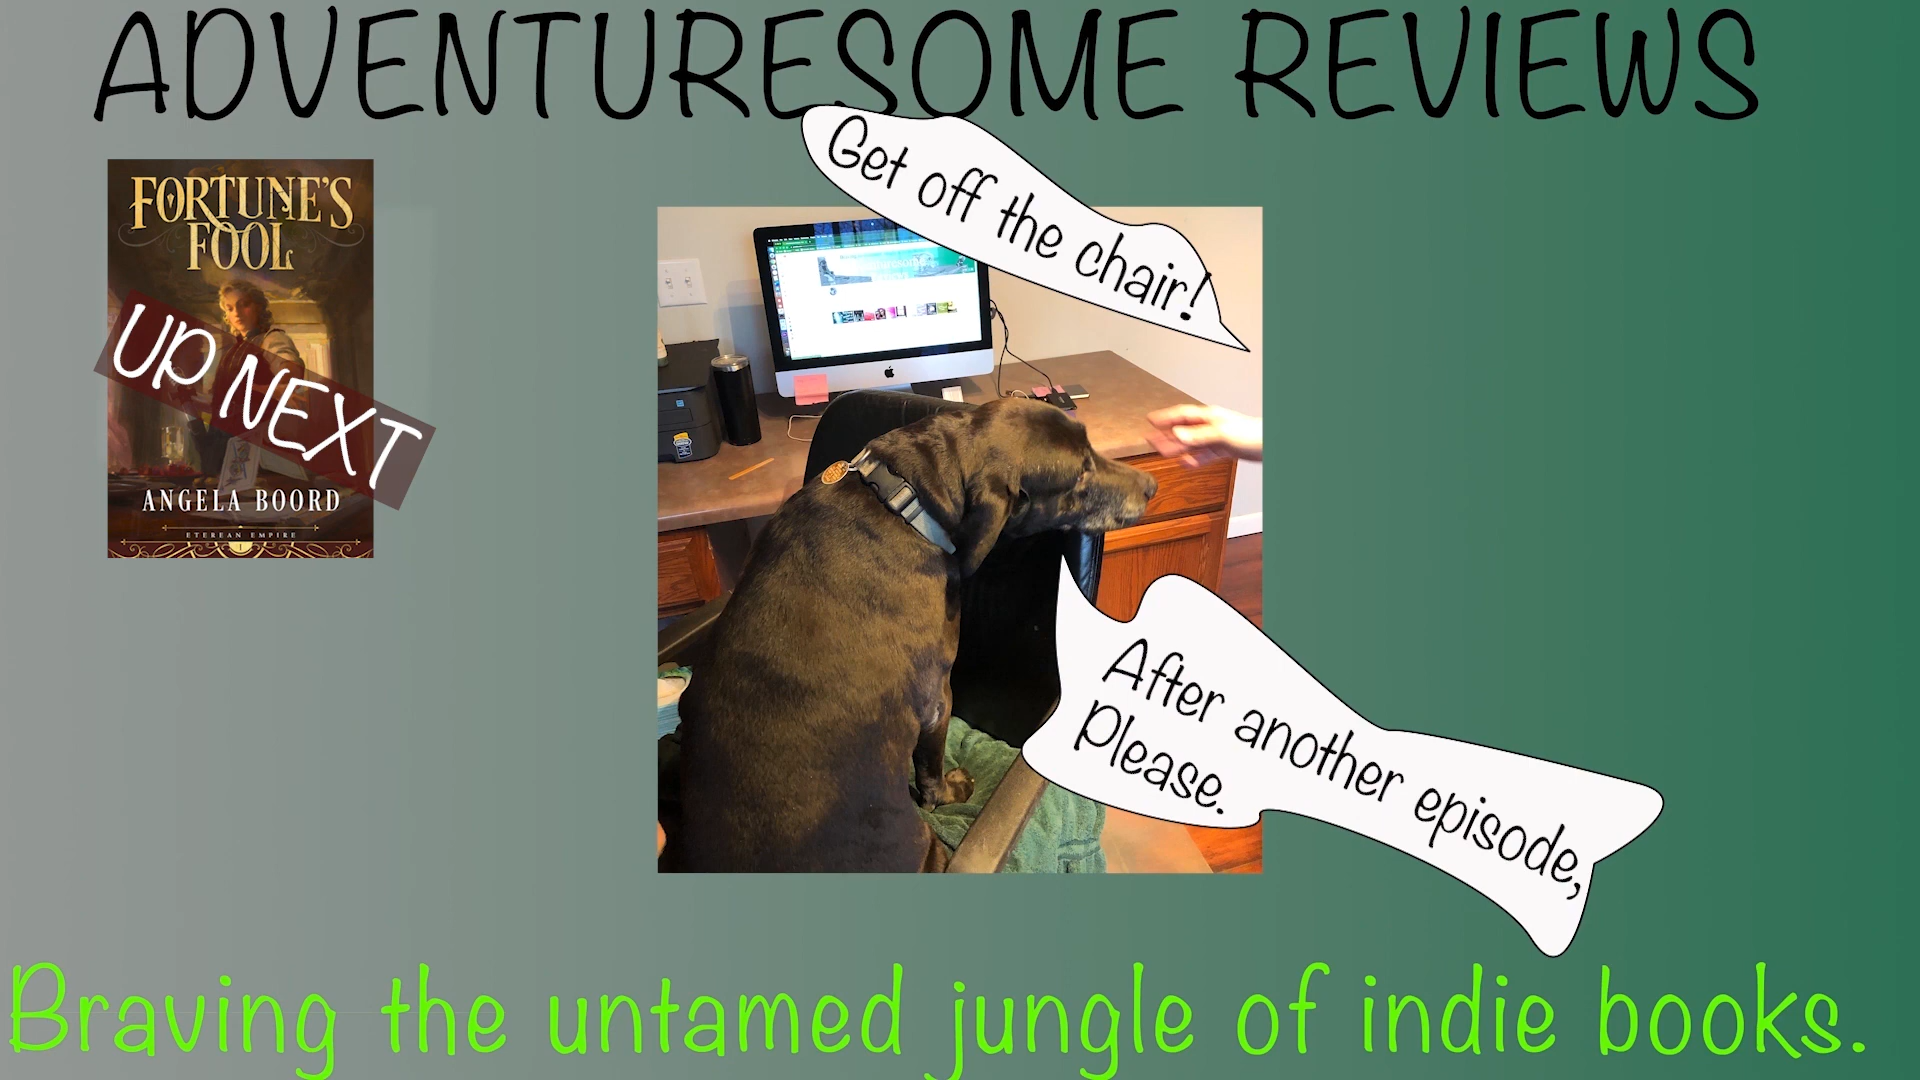 ADVENTURESOME REVIEWS
FORTUNE'S
FOOL
UP NEXT
ANGELA BOORD
ETEREAN EMPIRE
1
Get off the chair!
After another episode,
Please.
Braving the untamed jungle of indie books.